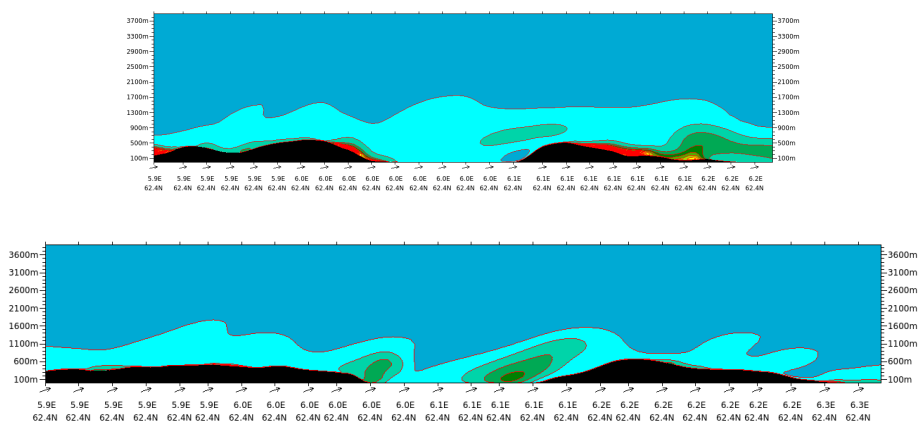 3700m 3700m
3300m 3300m
2900m 2900m
2500m 2500m
2100m 2100m
1700m 1700m
1300m 1300m
900m 900m
500m 500m
100m 100m
5.9E 5.9E 5.9E 5.9E 5.9E 6.0E 6.0E 6.0E 6.0E 6.0E 6.0E 6.0E 6.0E 6.0E 6.1E 6.1E 6.1E 6.1E 6.1E 6.1E 6.1E 6.1E 6.2E 6.2E 6.2E
62.4N 62.4N 62.4N 62.4N 62.4N 62.4N 62.4N 62.4N 62.4N 62.4N 62.4N 62.4N 62.4N 62.4N 62.4N 62.4N 62.4N 62.4N 62.4N 62.4N 62.4N 62.4N 62.4N 62.4N 62.4N
3600m 3600m
3100m 3100m
2600m 2600m
2100m 2100m
1600m 1600m
1100m 1100m
600m 600m
100m 100m
5.9E 5.9E 5.9E 5.9E 5.9E 5.9E 6.0E 6.0E 6.0E 6.0E 6.0E 6.0E 6.0E 6.1E 6.1E 6.1E 6.1E 6.1E 6.2E 6.2E 6.2E 6.2E 6.2E 6.2E 6.3E 6.3E
62.4N 62.4N 62.4N 62.4N 62.4N 62.4N 62.4N 62.4N 62.4N 62.4N 62.4N 62.4N 62.4N 62.4N 62.4N 62.4N 62.4N 62.4N 62.4N 62.4N 62.4N 62.4N 62.4N 62.4N 62.4N 62.4N